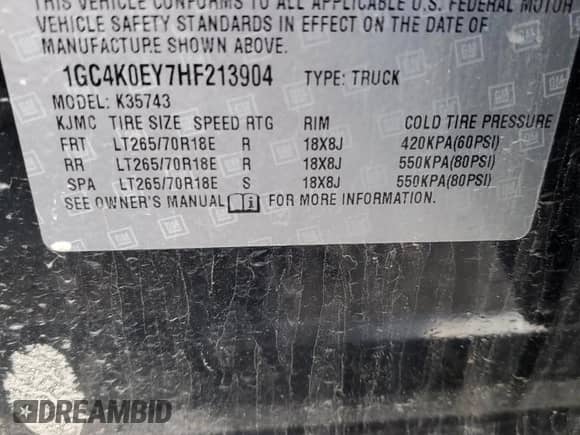 THIS VEHICLE CONFORMS TO ALL APPLICABLE U.S. FEDERAL MOTOR
VEHICLE SAFETY STANDARDS IN EFFECT ON THE DATE OF
MANUFACTURE SHOWN ABOVE.
1GC4K0EY7HF213904 TYPE: TRUCK
MODEL: K35743
KJMC TIRE SIZE SPEED RTG RIM COLD TIRE PRESSURE
FRT LT265/70R18E R 18X8J 420KPA(60PSI)
RR LT265/70R18E R 18X8J 550KPA(80PSI)
SPA LT265/70R18E S 18X8J 550KPA(80PSI)
SEE OWNER'S MANUAL i FOR MORE INFORMATION
DREAMBID